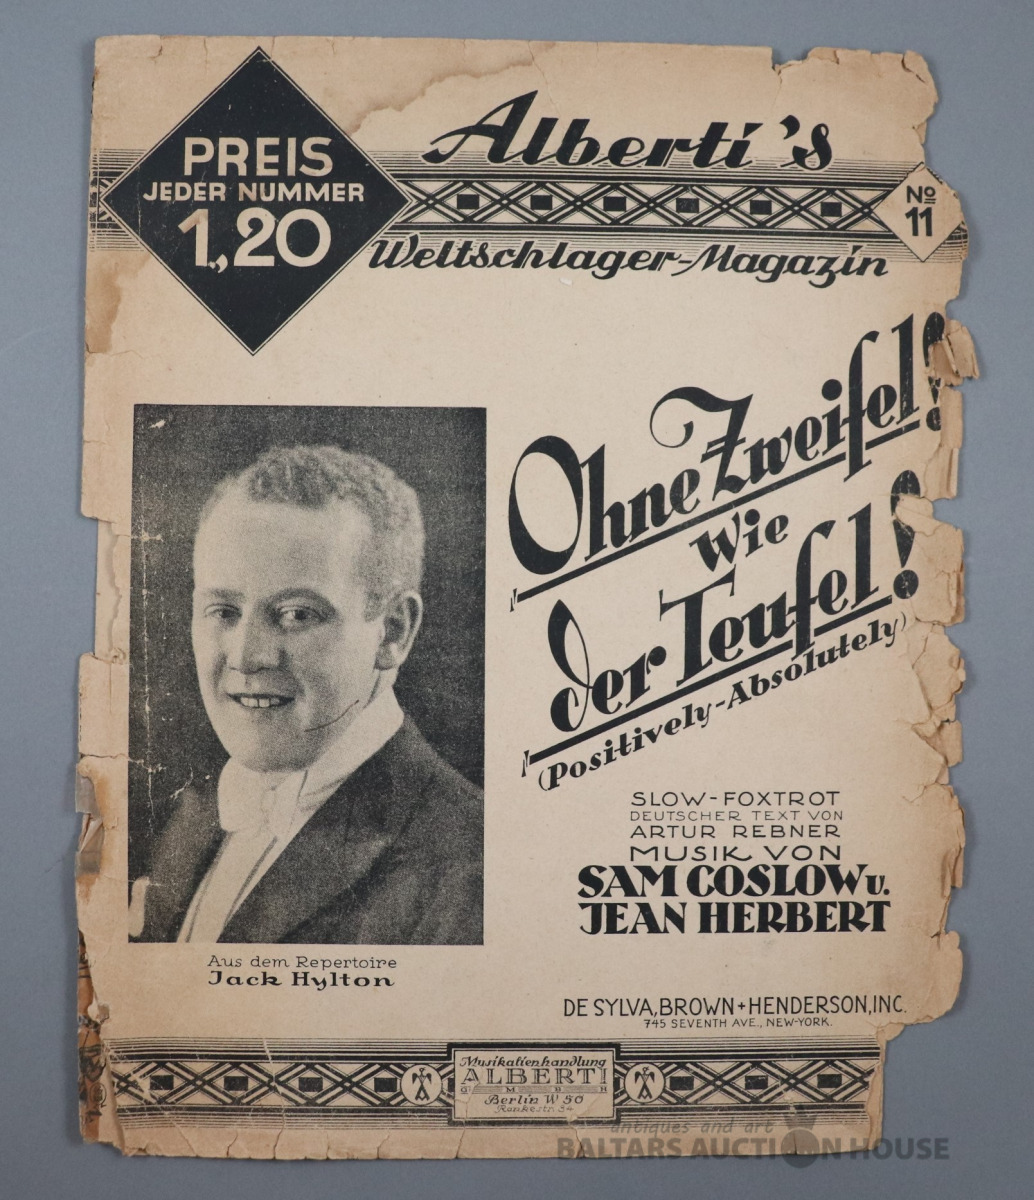 PREIS
JEDER NUMMER
1,20
Alberti's
Weltschlager-Magazin
No
11
„Ohne Zweifel!
Wie
„der Teufel!
(Positively-Absolutely)
SLOW-FOXTROT
DEUTSCHER TEXT VON
ARTUR REBNER
MUSIK VON
SAM COSLOW U.
JEAN HERBERT
Aus dem Repertoire
Jack Hylton
DE SYLVA, BROWN + HENDERSON, INC.
745 SEVENTH AVE., NEW-YORK.
Musikalienhandlung
ALBERTI
G M B H
Berlin W 50
Rankestr. 34
antiques and art
BALTARS AUCTION HOUSE